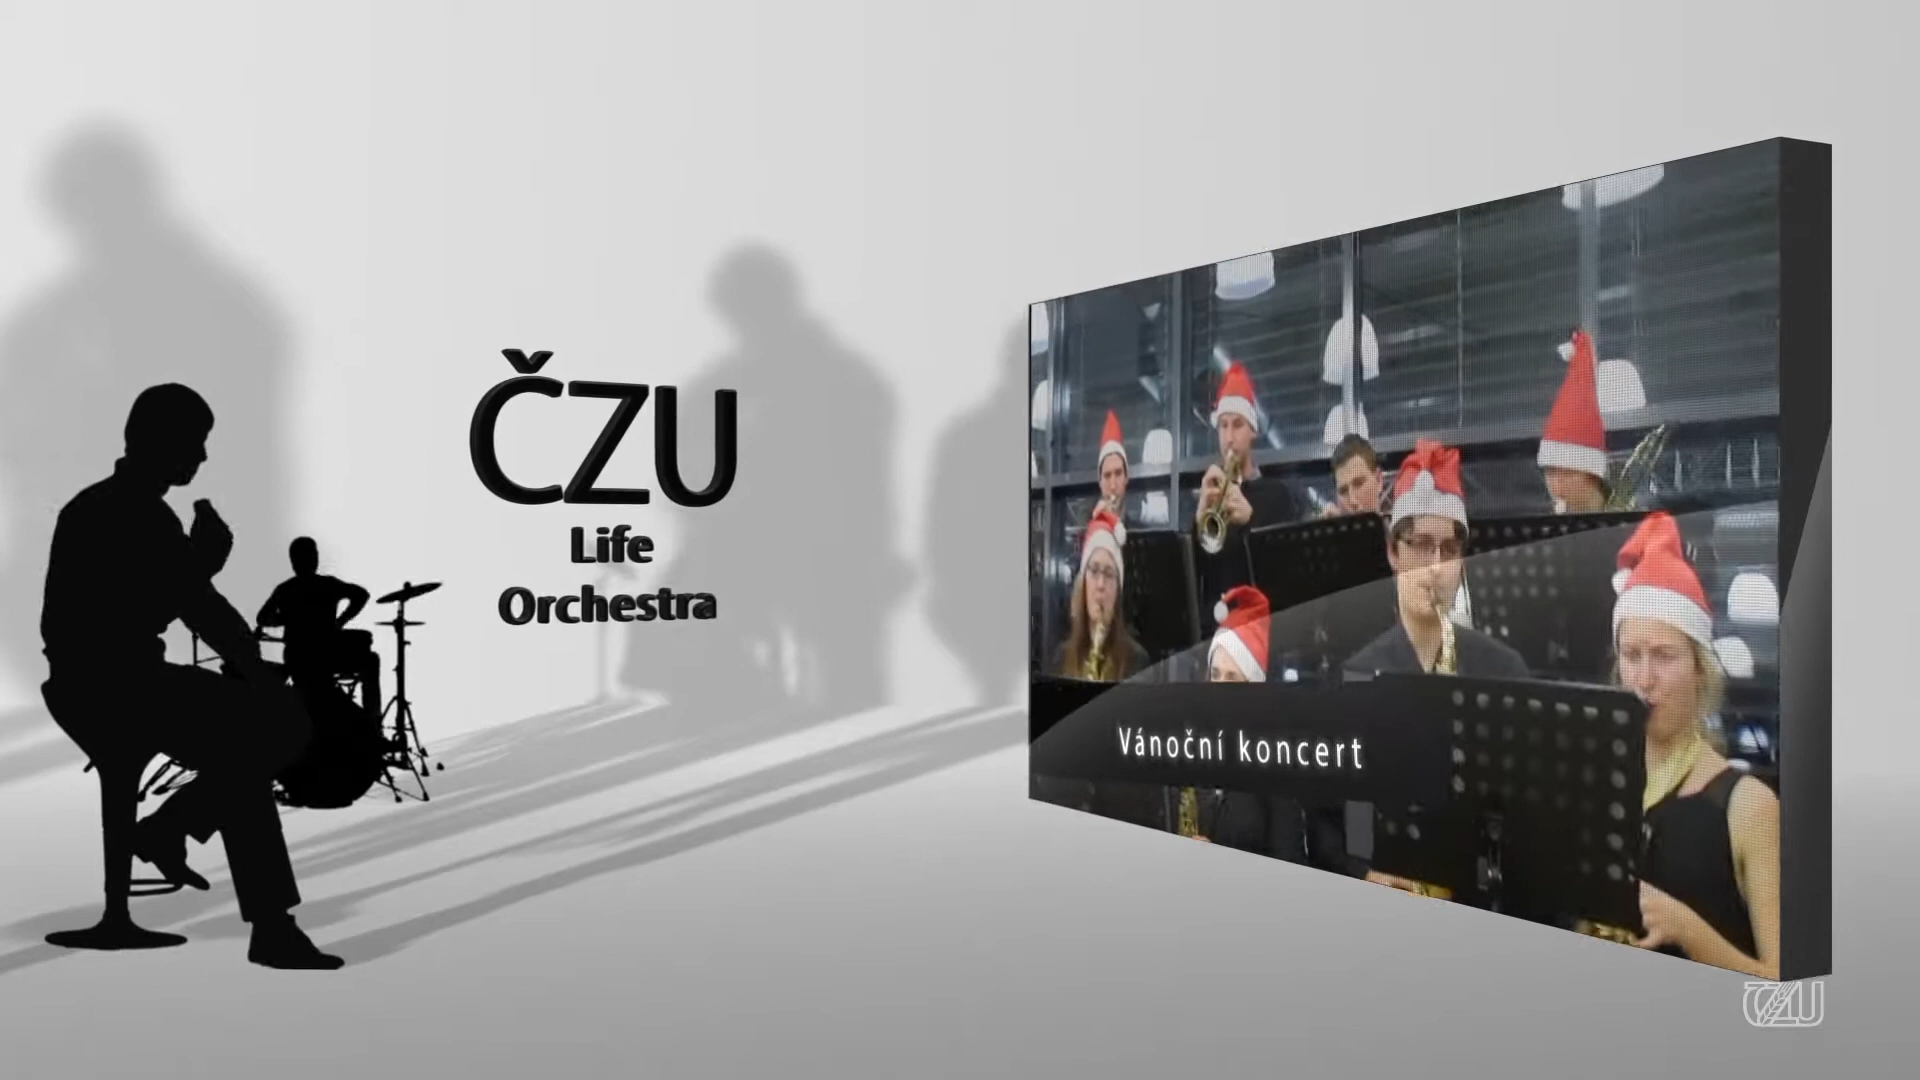 ČZU
Life
Orchestra
Vánoční koncert
ČZU